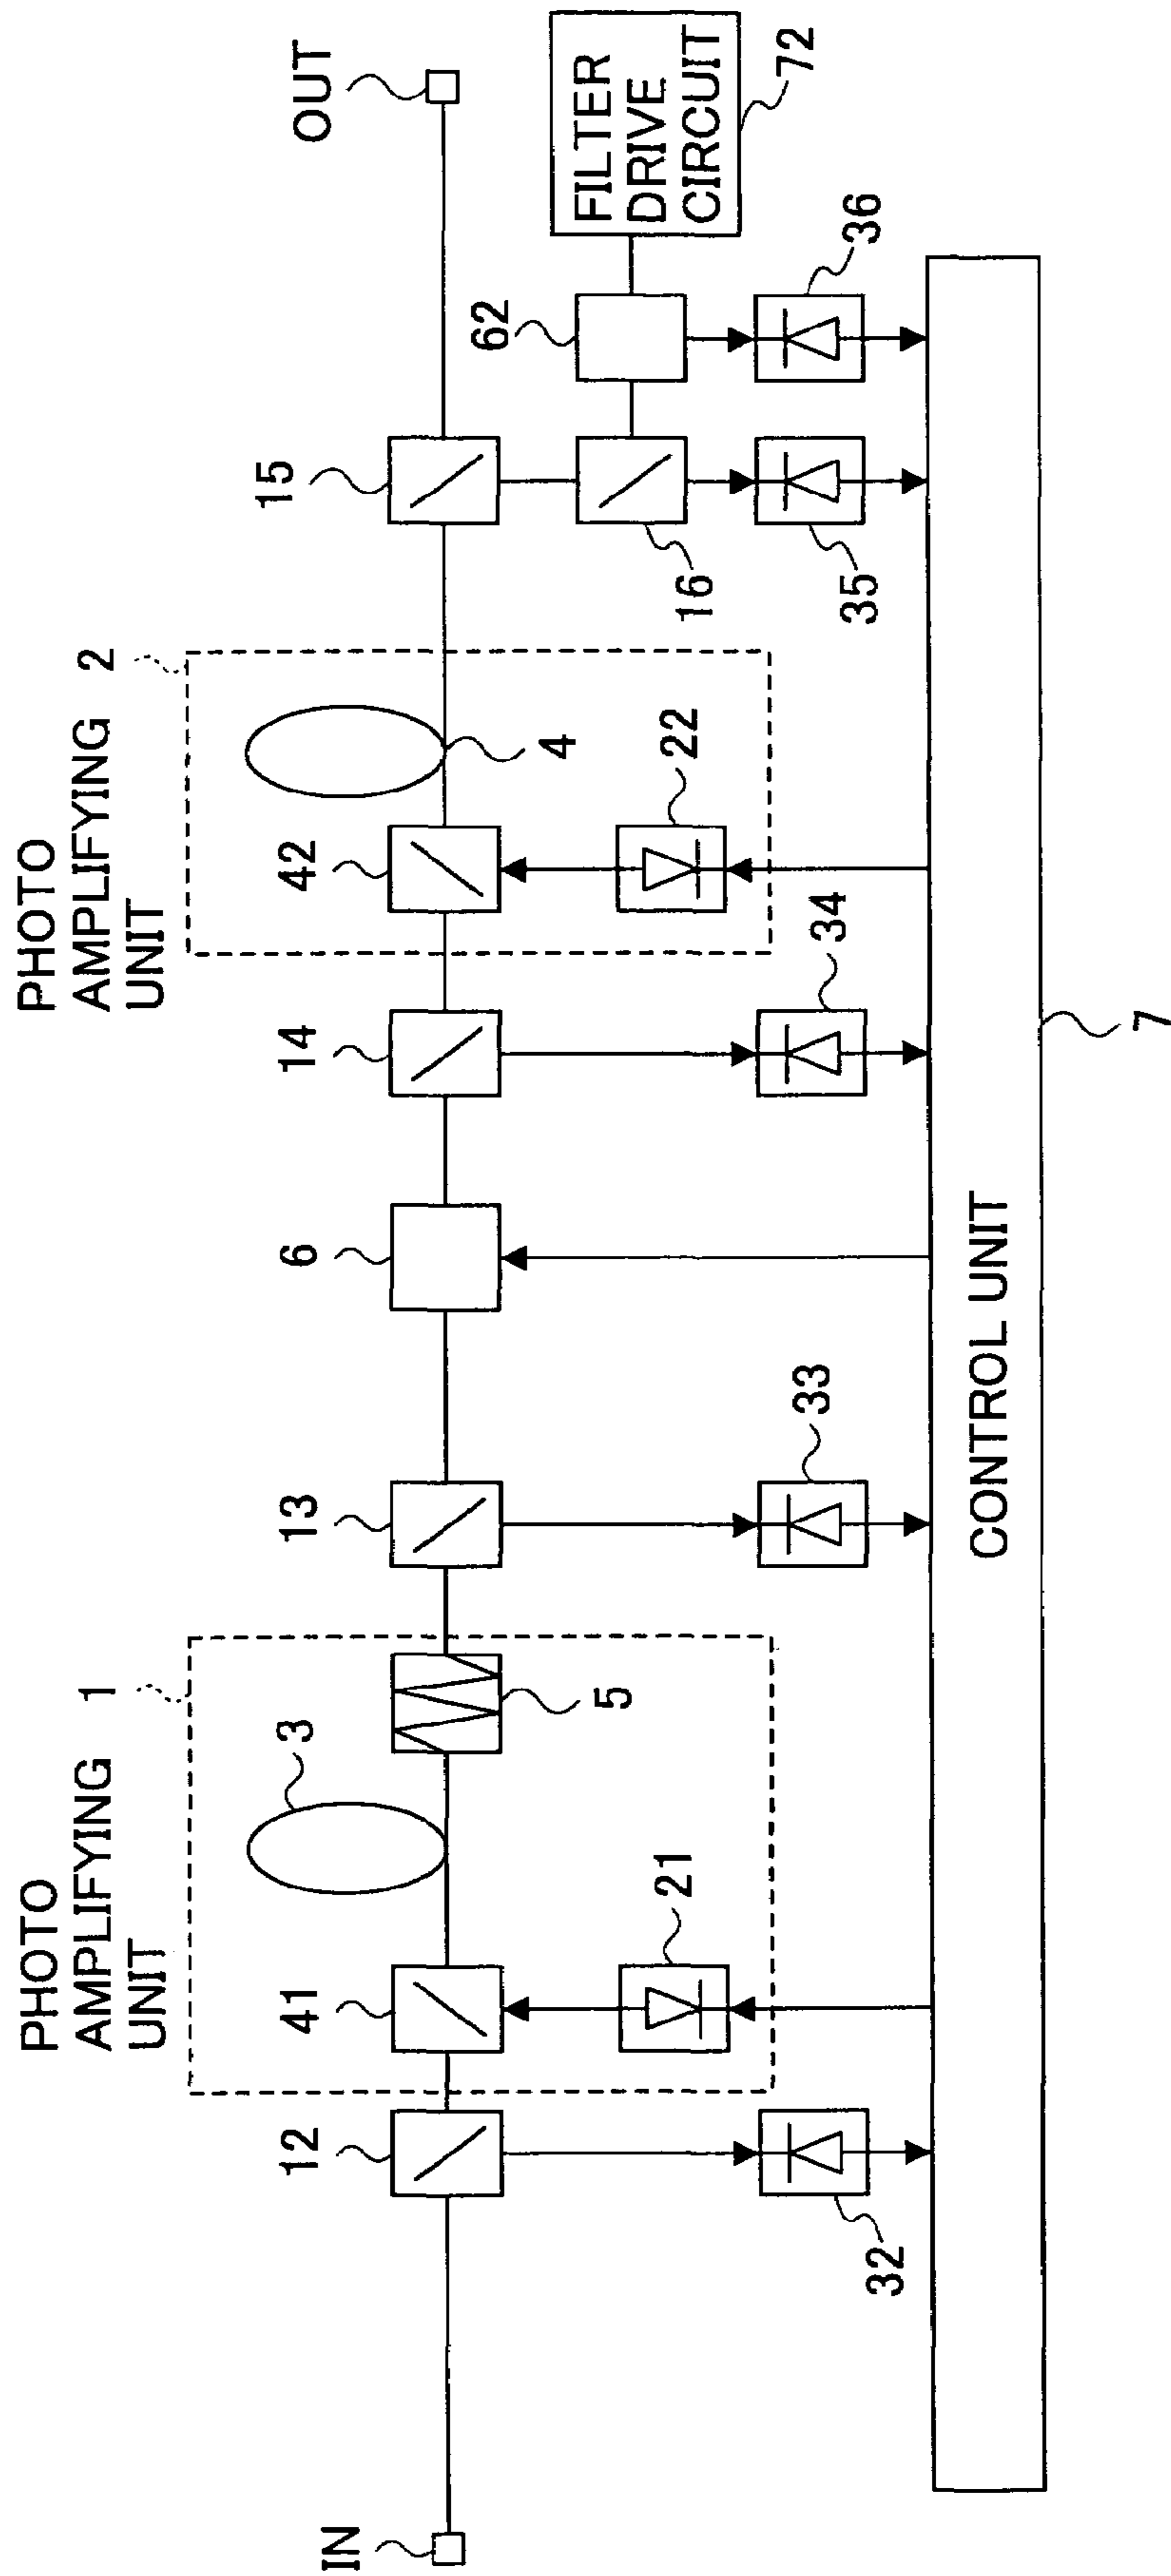 PHOTO
AMPLIFYING 1
UNIT
PHOTO
AMPLIFYING 2
UNIT
IN
12
41
3
13
6
14
42
15
OUT
62
FILTER
DRIVE
CIRCUIT
5
4
21
22
16
72
32
33
34
35
36
CONTROL UNIT
7